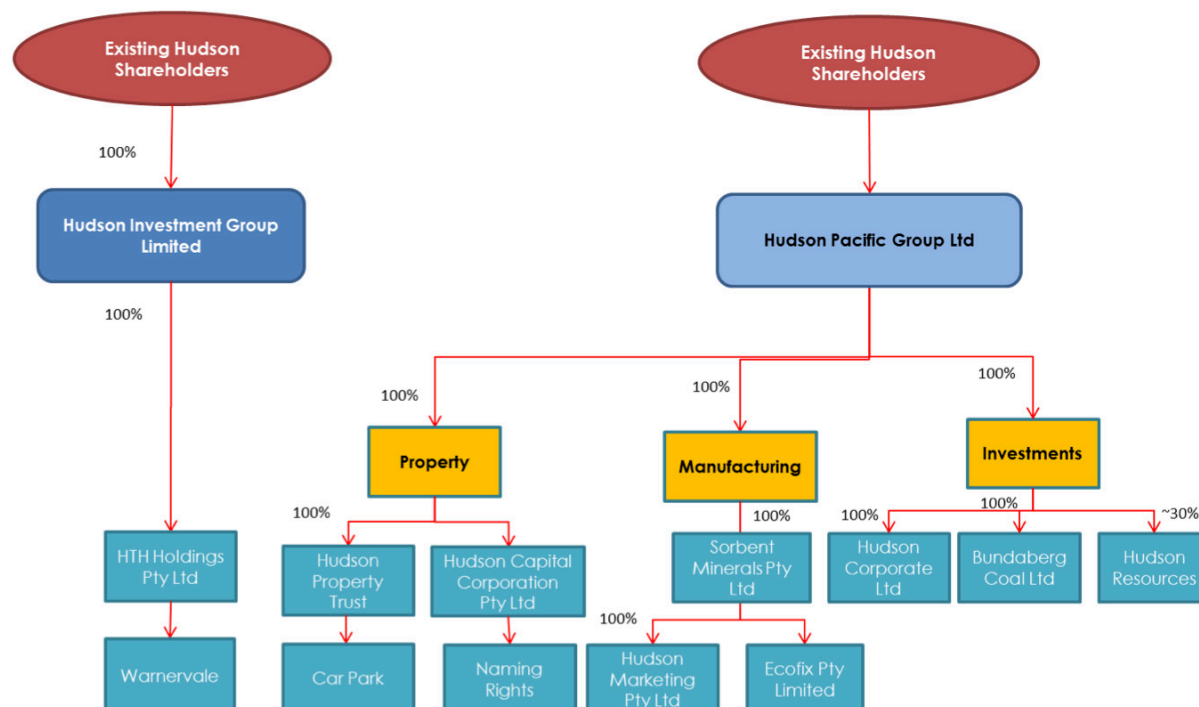 Existing Hudson
Shareholders
Existing Hudson
Shareholders
100%
Hudson Investment Group
Limited
Hudson Pacific Group Ltd
100%
100%
100%
100%
Property
Manufacturing
Investments
100%
100%
100%
100%
~30%
HTH Holdings
Pty Ltd
Hudson
Property
Trust
Hudson Capital
Corporation
Pty Ltd
Sorbent
Minerals Pty
Ltd
Hudson
Corporate
Ltd
Bundaberg
Coal Ltd
Hudson
Resources
100%
Warnervale
Car Park
Naming
Rights
Hudson
Marketing
Pty Ltd
Ecofix Pty
Limited